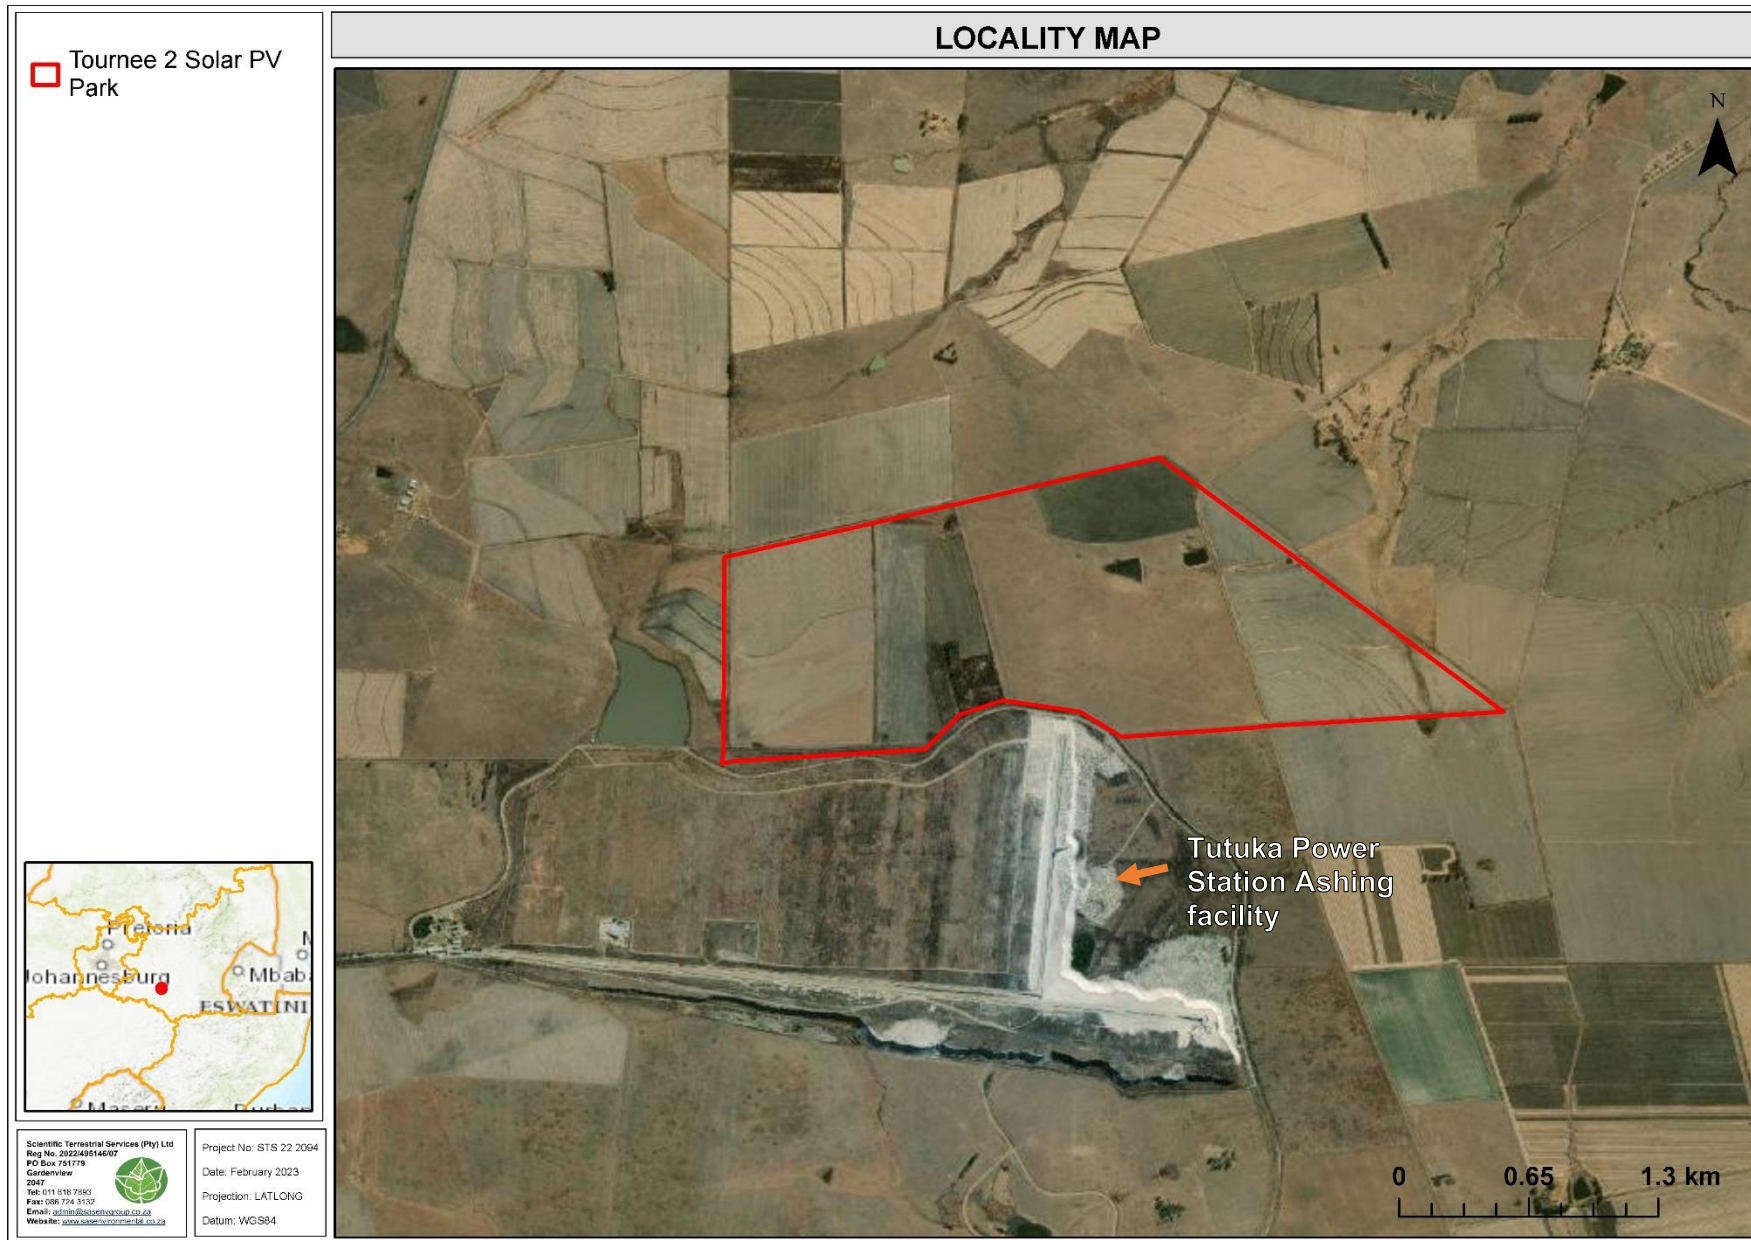 LOCALITY MAP
Tournee 2 Solar PV
Park
N
Tutuka Power
Station Ashing
facility
Pretoria
Johannesburg
Mbab
ESWATINI
Maseru
Scientific Terrestrial Services (Pty) Ltd
Reg No. 2022/495146/07
PO Box 751779
Gardenview
2047
Tel: 011 616 7893
Fax: 086 724 3132
Email: admin@sasenvgroup.co.za
Website: www.sasenvironmental.co.za
Project No: STS 22 2094
Date: February 2023
Projection: LATLONG
Datum: WGS84
0 0.65 1.3 km